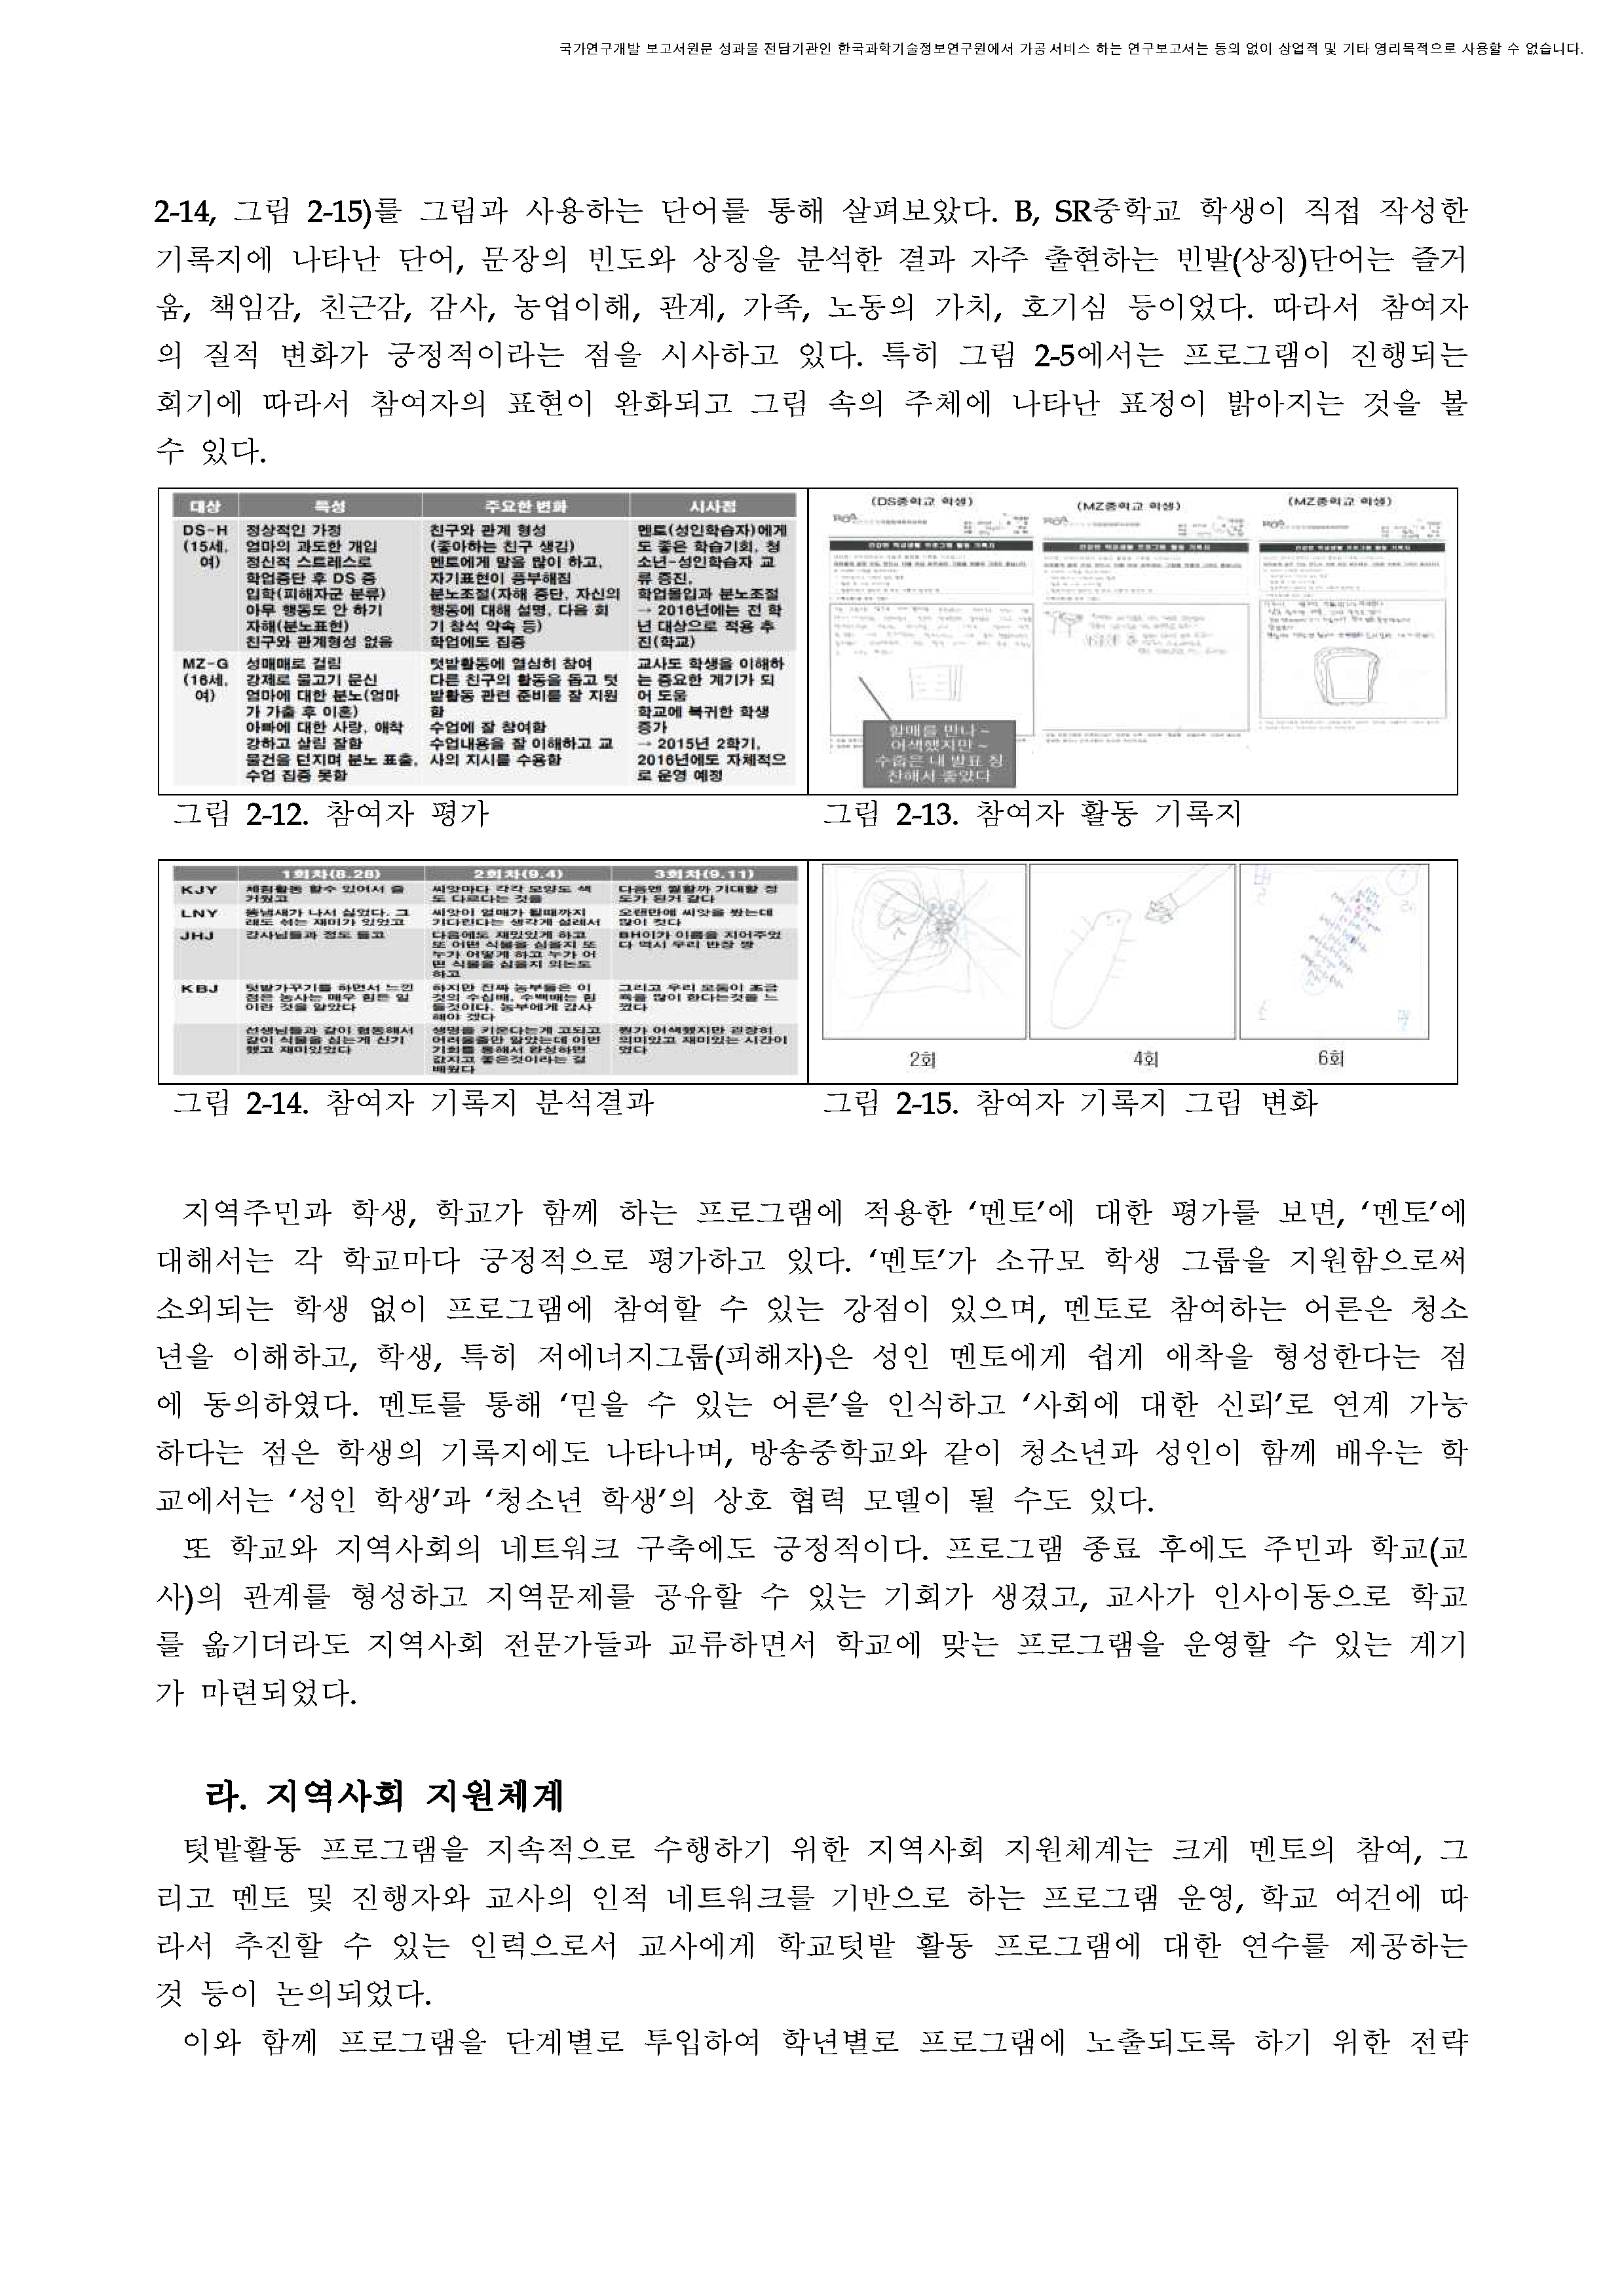 국가연구개발 보고서원문 성과물 전담기관인 한국과학기술정보연구원에서 가공·서비스 하는 연구보고서는 동의 없이 상업적 및 기타 영리목적으로 사용할 수 없습니다.
2-14, 그림 2-15)를 그림과 사용하는 단어를 통해 살펴보았다. B, SR중학교 학생이 직접 작성한
기록지에 나타난 단어, 문장의 빈도와 상징을 분석한 결과 자주 출현하는 빈발(상징)단어는 즐거
움, 책임감, 친근감, 감사, 농업이해, 관계, 가족, 노동의 가치, 호기심 등이었다. 따라서 참여자
의 질적 변화가 긍정적이라는 점을 시사하고 있다. 특히 그림 2-5에서는 프로그램이 진행되는
회기에 따라서 참여자의 표현이 완화되고 그림 속의 주체에 나타난 표정이 밝아지는 것을 볼
수 있다.
대상 특성 주요한 변화 시사점
DS-H (15세, 여)
정상적인 가정
엄마의 과도한 개입
정신적 스트레스로
학업중단 후 DS 중
입학(피해자군 분류)
아무 행동도 안 하기
자해(분노표현)
친구와 관계형성 없음
친구와 관계 형성
(좋아하는 친구 생김)
멘토에게 말을 많이 하고,
자기표현이 풍부해짐
분노조절(자해 중단, 자신의
행동에 대해 설명, 다음 회
기 참석 약속 등)
학업에도 집중
멘토(성인학습자)에게
도 좋은 학습기회, 청
소년-성인학습자 교
류 증진,
학업몰입과 분노조절
→ 2016년에는 전 학
년 대상으로 적용 추
진(학교)
MZ-G (16세, 여)
성매매로 걸림
강제로 물고기 문신
엄마에 대한 분노(엄마
가 가출 후 이혼)
아빠에 대한 사랑, 애착
강하고 살림 잘함
물건을 던지며 분노 표출,
수업 집중 못함
텃밭활동에 열심히 참여
다른 친구의 활동을 돕고 텃
밭활동 관련 준비를 잘 지원
함
수업에 잘 참여함
수업내용을 잘 이해하고 교
사의 지시를 수용함
교사도 학생을 이해하
는 중요한 계기가 되
어 도움
학교에 복귀한 학생
증가
→ 2015년 2학기,
2016년에도 자체적으
로 운영 예정
(DS중학교 학생) (MZ중학교 학생) (MZ중학교 학생)
할매를 만나 ~
어색했지만 ~
수줍은 내 발표 칭
찬해서 좋았다
그림 2-12. 참여자 평가
그림 2-13. 참여자 활동 기록지
1회차(8.28) 2회차(9.4) 3회차(9.11)
KJY
체험활동 할수 있어서 즐
거웠고
씨앗마다 각각 모양도 색
도 다르다는 것을
다음엔 뭘할까 기대할 정
도가 된거 같다
LNY
똥냄새가 나서 싫었다. 그
래도 섞는 재미가 있었고
씨앗이 열매가 될때까지
기다린다는 생각에 설레서
오랜만에 씨앗을 봤는데
많이 컸다
JHJ
강사님들과 정도 들고
다음에도 재밌있게 하고
또 어떤 식물을 심을지 또
누가 어떻게 하고 누가 어
떤 식물을 심을지 의논도
하고
BH이가 이름을 지어주었
다 역시 우리 반장 짱
KBJ
텃밭가꾸기를 하면서 느낀
점은 농사는 매우 힘든 일
이란 것을 알았다
하지만 진짜 농부들은 이
것의 수십배, 수백배는 힘
들것이다. 농부에게 감사
해야 겠다
그리고 우리 모둠이 조금
욕을 많이 한다는것을 느
꼈다
선생님들과 같이 협동해서
같이 식물을 심는게 신기
했고 재미있었다
생명을 키운다는게 고되고
어려울줄만 알았는데 이번
기회를 통해서 완성하면
값지고 좋은것이라는 걸
배웠다
뭔가 어색했지만 굉장히
의미있고 재미있는 시간이
었다
2회 4회 6회
그림 2-14. 참여자 기록지 분석결과
그림 2-15. 참여자 기록지 그림 변화
지역주민과 학생, 학교가 함께 하는 프로그램에 적용한 ‘멘토’에 대한 평가를 보면, ‘멘토’에
대해서는 각 학교마다 긍정적으로 평가하고 있다. ‘멘토’가 소규모 학생 그룹을 지원함으로써
소외되는 학생 없이 프로그램에 참여할 수 있는 강점이 있으며, 멘토로 참여하는 어른은 청소
년을 이해하고, 학생, 특히 저에너지그룹(피해자)은 성인 멘토에게 쉽게 애착을 형성한다는 점
에 동의하였다. 멘토를 통해 ‘믿을 수 있는 어른’을 인식하고 ‘사회에 대한 신뢰’로 연계 가능
하다는 점은 학생의 기록지에도 나타나며, 방송중학교와 같이 청소년과 성인이 함께 배우는 학
교에서는 ‘성인 학생’과 ‘청소년 학생’의 상호 협력 모델이 될 수도 있다.
또 학교와 지역사회의 네트워크 구축에도 긍정적이다. 프로그램 종료 후에도 주민과 학교(교
사)의 관계를 형성하고 지역문제를 공유할 수 있는 기회가 생겼고, 교사가 인사이동으로 학교
를 옮기더라도 지역사회 전문가들과 교류하면서 학교에 맞는 프로그램을 운영할 수 있는 계기
가 마련되었다.
라. 지역사회 지원체계
텃밭활동 프로그램을 지속적으로 수행하기 위한 지역사회 지원체계는 크게 멘토의 참여, 그
리고 멘토 및 진행자와 교사의 인적 네트워크를 기반으로 하는 프로그램 운영, 학교 여건에 따
라서 추진할 수 있는 인력으로서 교사에게 학교텃밭 활동 프로그램에 대한 연수를 제공하는
것 등이 논의되었다.
이와 함께 프로그램을 단계별로 투입하여 학년별로 프로그램에 노출되도록 하기 위한 전략